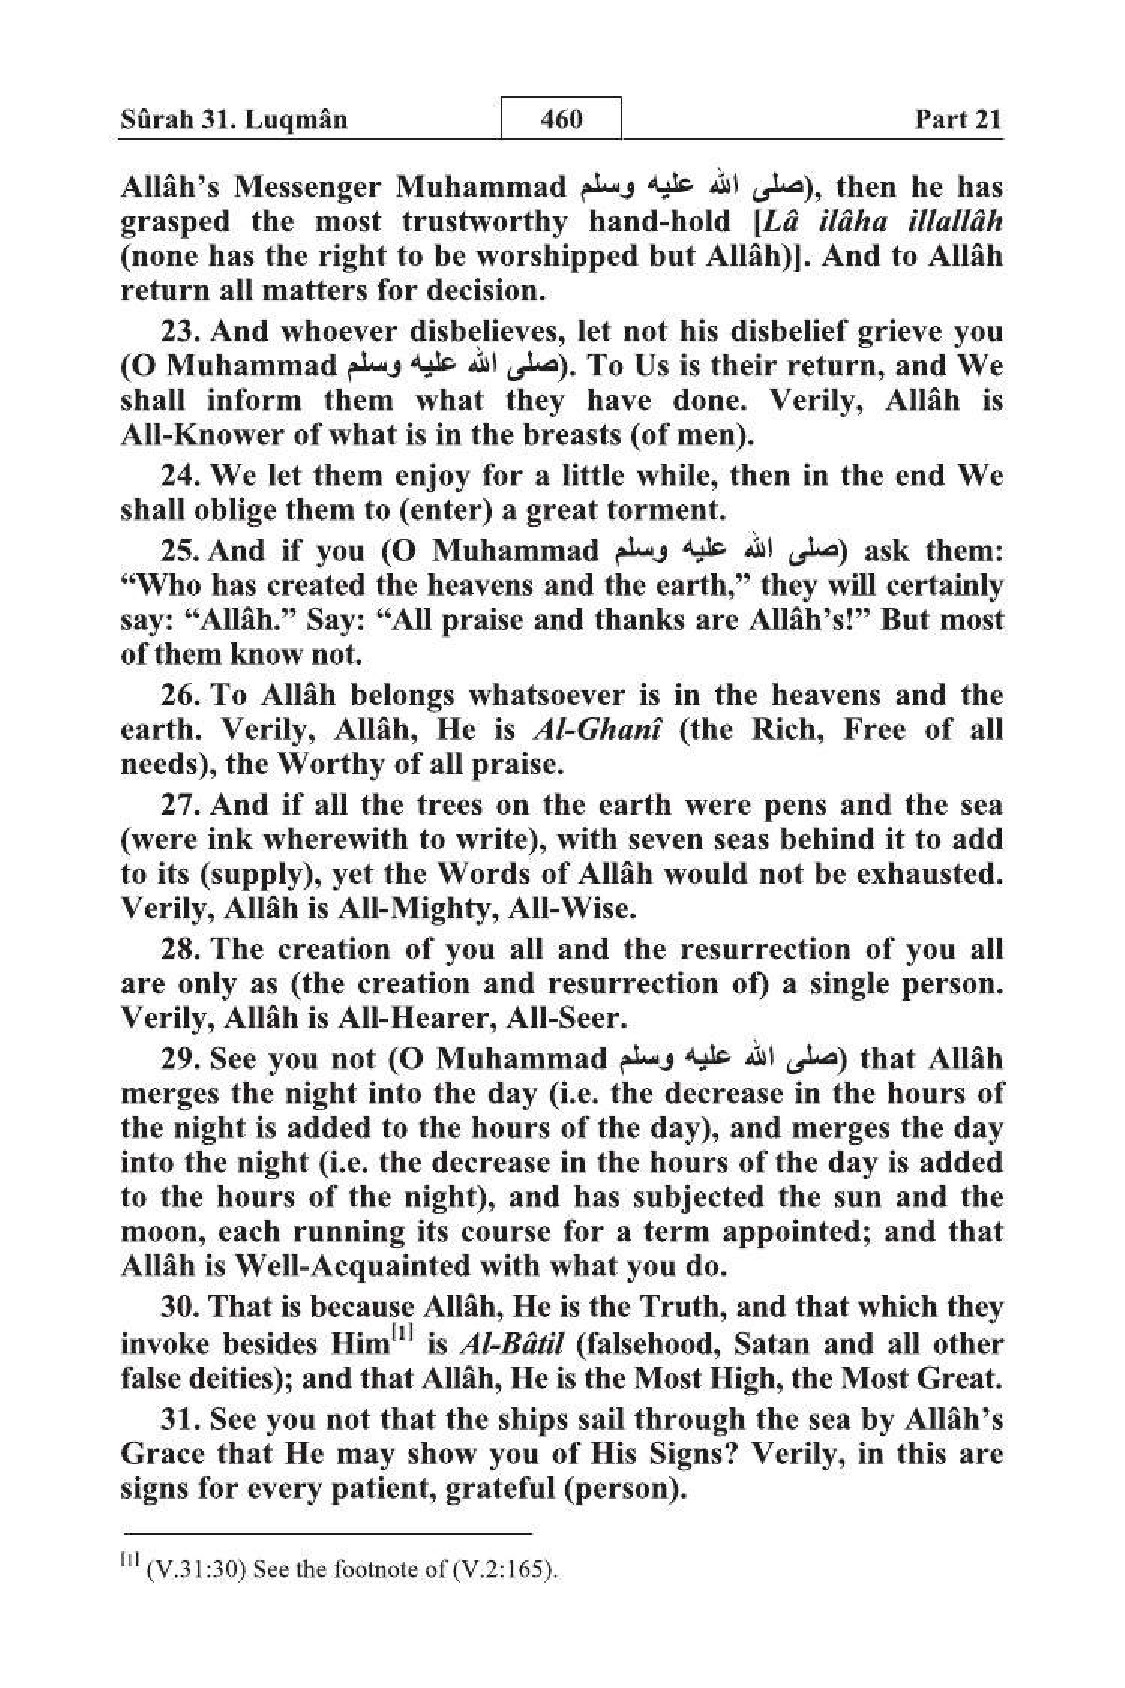 Sûrah 31. Luqmân 460 Part 21
Allâh’s Messenger Muhammad صلى الله عليه وسلم), then he has
grasped the most trustworthy hand-hold [Lâ ilâha illallâh
(none has the right to be worshipped but Allâh)]. And to Allâh
return all matters for decision.
23. And whoever disbelieves, let not his disbelief grieve you
(O Muhammad صلى الله عليه وسلم). To Us is their return, and We
shall inform them what they have done. Verily, Allâh is
All-Knower of what is in the breasts (of men).
24. We let them enjoy for a little while, then in the end We
shall oblige them to (enter) a great torment.
25. And if you (O Muhammad صلى الله عليه وسلم) ask them:
“Who has created the heavens and the earth,” they will certainly
say: “Allâh.” Say: “All praise and thanks are Allâh’s!” But most
of them know not.
26. To Allâh belongs whatsoever is in the heavens and the
earth. Verily, Allâh, He is Al-Ghanî (the Rich, Free of all
needs), the Worthy of all praise.
27. And if all the trees on the earth were pens and the sea
(were ink wherewith to write), with seven seas behind it to add
to its (supply), yet the Words of Allâh would not be exhausted.
Verily, Allâh is All-Mighty, All-Wise.
28. The creation of you all and the resurrection of you all
are only as (the creation and resurrection of) a single person.
Verily, Allâh is All-Hearer, All-Seer.
29. See you not (O Muhammad صلى الله عليه وسلم) that Allâh
merges the night into the day (i.e. the decrease in the hours of
the night is added to the hours of the day), and merges the day
into the night (i.e. the decrease in the hours of the day is added
to the hours of the night), and has subjected the sun and the
moon, each running its course for a term appointed; and that
Allâh is Well-Acquainted with what you do.
30. That is because Allâh, He is the Truth, and that which they
invoke besides Him[1] is Al-Bâtil (falsehood, Satan and all other
false deities); and that Allâh, He is the Most High, the Most Great.
31. See you not that the ships sail through the sea by Allâh’s
Grace that He may show you of His Signs? Verily, in this are
signs for every patient, grateful (person).
[1] (V.31:30) See the footnote of (V.2:165).